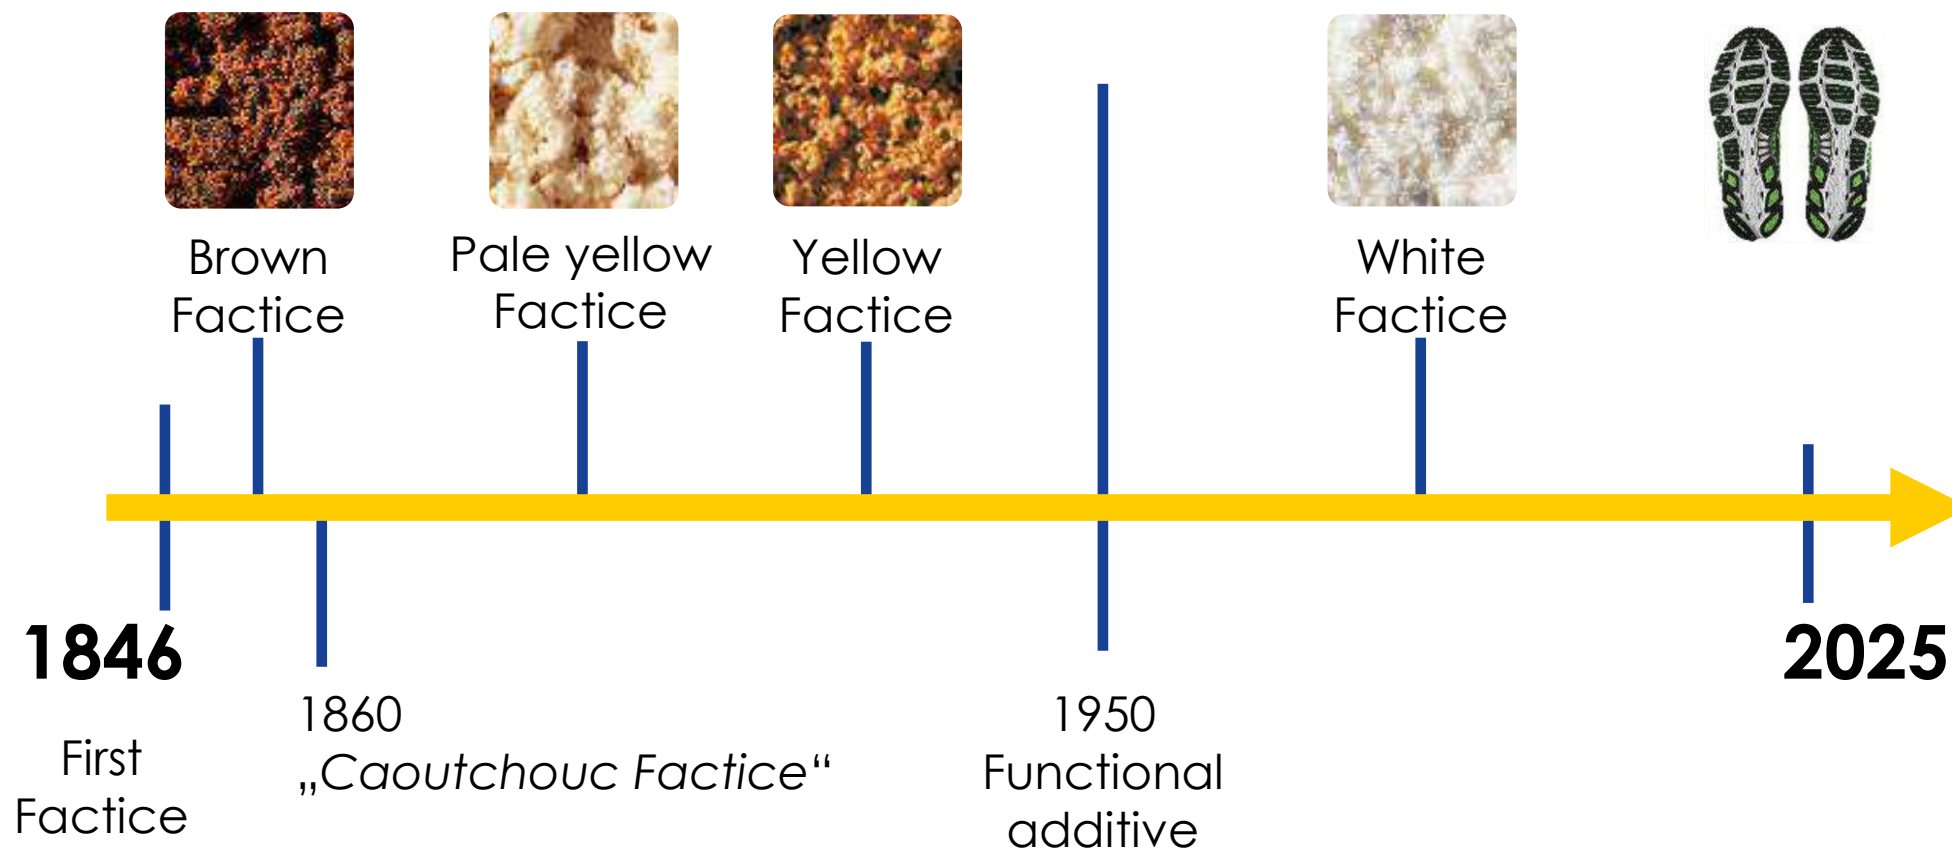 Brown
Factice
Pale yellow
Factice
Yellow
Factice
White
Factice
1846
First
Factice
1860
„Caoutchouc Factice“
1950
Functional
additive
2025